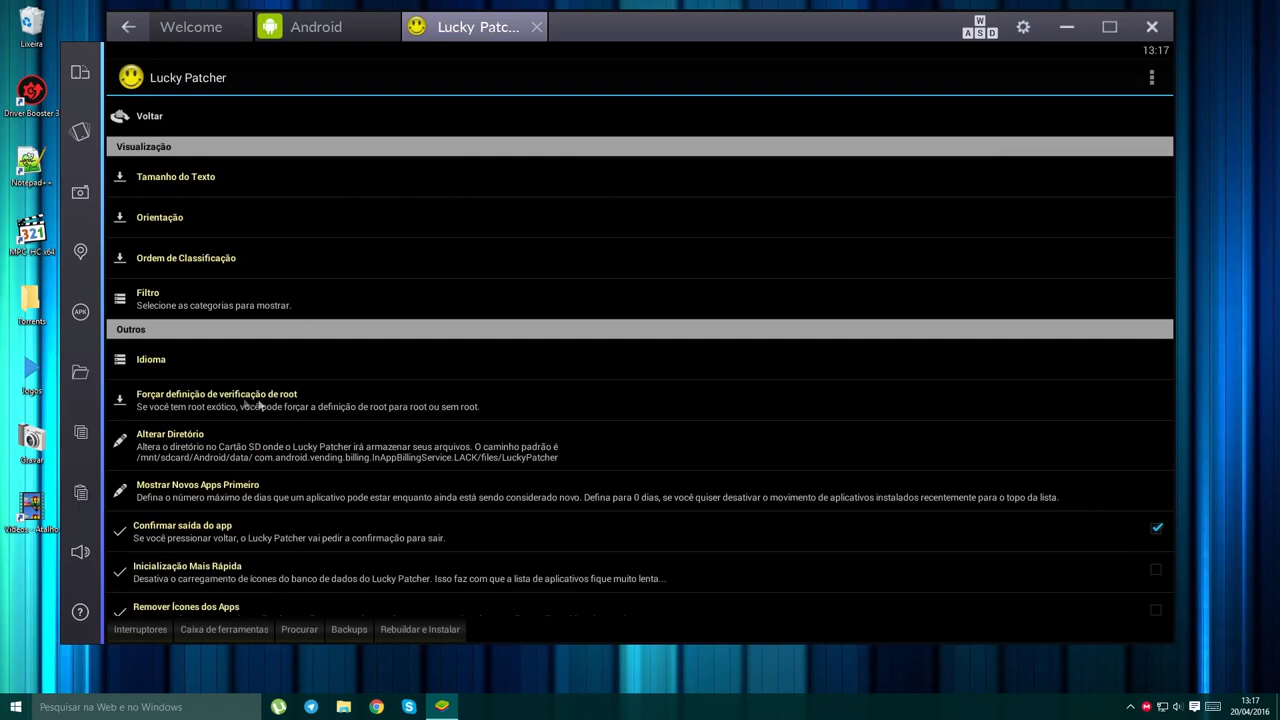 Lixeira
Driver Booster 3
Notepad++
321
MPC-HC x64
Torrents
Jogos
Gravar
Videos - Atalho
Welcome
Android
Lucky Patc...
W
A S D
13:17
Lucky Patcher
Voltar
Visualização
Tamanho do Texto
Orientação
Ordem de Classificação
Filtro
Selecione as categorias para mostrar.
Outros
Idioma
Forçar definição de verificação de root
Se você tem root exótico, você pode forçar a definição de root para root ou sem root.
Alterar Diretório
Altera o diretório no Cartão SD onde o Lucky Patcher irá armazenar seus arquivos. O caminho padrão é
/mnt/sdcard/Android/data/ com.android.vending.billing.InAppBillingService.LACK/files/LuckyPatcher
Mostrar Novos Apps Primeiro
Defina o número máximo de dias que um aplicativo pode estar enquanto ainda está sendo considerado novo. Defina para 0 dias, se você quiser desativar o movimento de aplicativos instalados recentemente para o topo da lista.
Confirmar saída do app
Se você pressionar voltar, o Lucky Patcher vai pedir a confirmação para sair.
Inicialização Mais Rápida
Desativa o carregamento de ícones do banco de dados do Lucky Patcher. Isso faz com que a lista de aplicativos fique muito lenta...
Remover Ícones dos Apps
Interruptores
Caixa de ferramentas
Procurar
Backups
Rebuildar e Instalar
APK
Pesquisar na Web e no Windows
13:17
20/04/2016